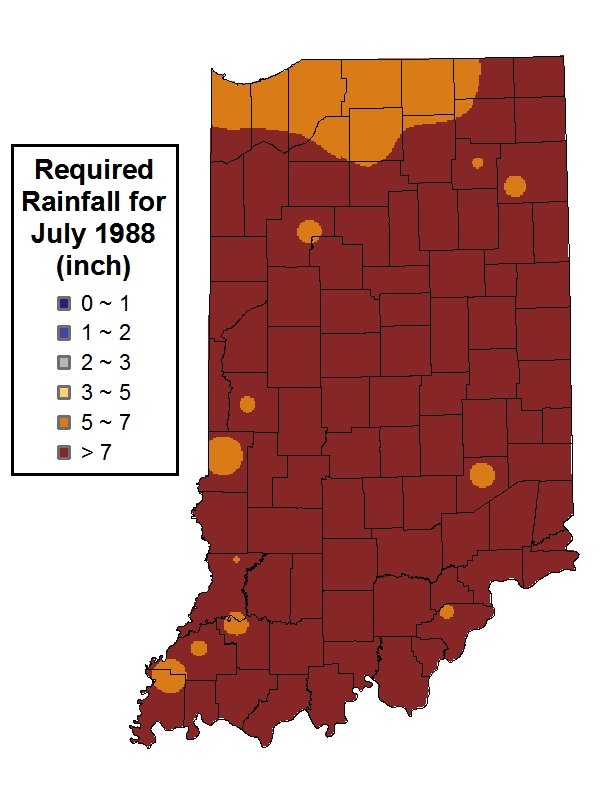 Required
Rainfall for
July 1988
(inch)
0 ~ 1
1 ~ 2
2 ~ 3
3 ~ 5
5 ~ 7
> 7